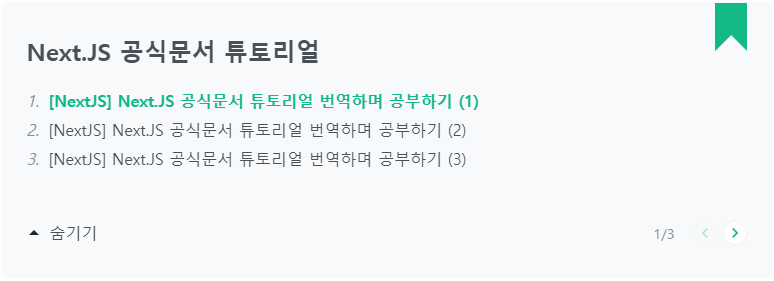 Next.JS 공식문서 튜토리얼
1. [NextJS] Next.JS 공식문서 튜토리얼 번역하며 공부하기 (1)
2. [NextJS] Next.JS 공식문서 튜토리얼 번역하며 공부하기 (2)
3. [NextJS] Next.JS 공식문서 튜토리얼 번역하며 공부하기 (3)
숨기기 1/3